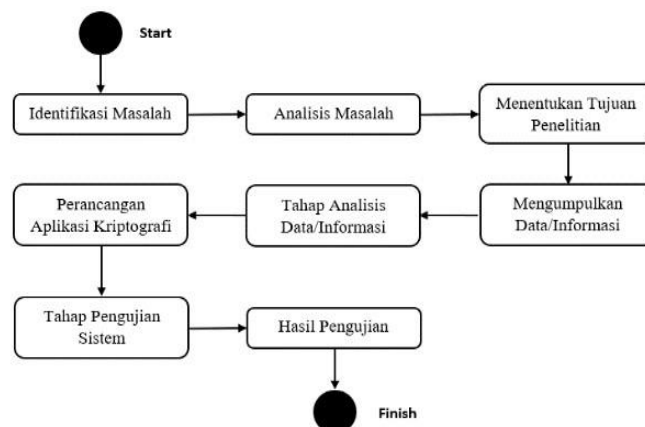 Start
Identifikasi Masalah
Analisis Masalah
Menentukan Tujuan
Penelitian
Mengumpulkan
Data/Informasi
Tahap Analisis
Data/Informasi
Perancangan
Aplikasi Kriptografi
Tahap Pengujian
Sistem
Hasil Pengujian
Finish